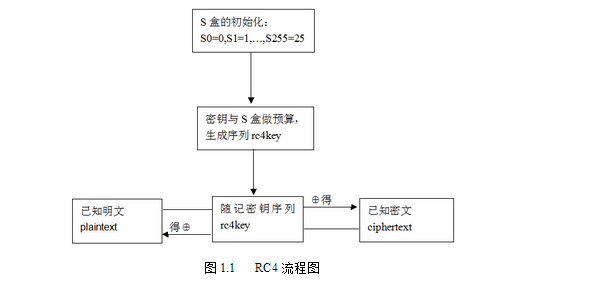 S 盒的初始化：
S0=0,S1=1,…,S255=25
密钥与 S 盒做预算，
生成序列 rc4key
已知明文
plaintext
得⊕
随记密钥序列
rc4key
⊕得
已知密文
ciphertext
图 1.1 RC4 流程图